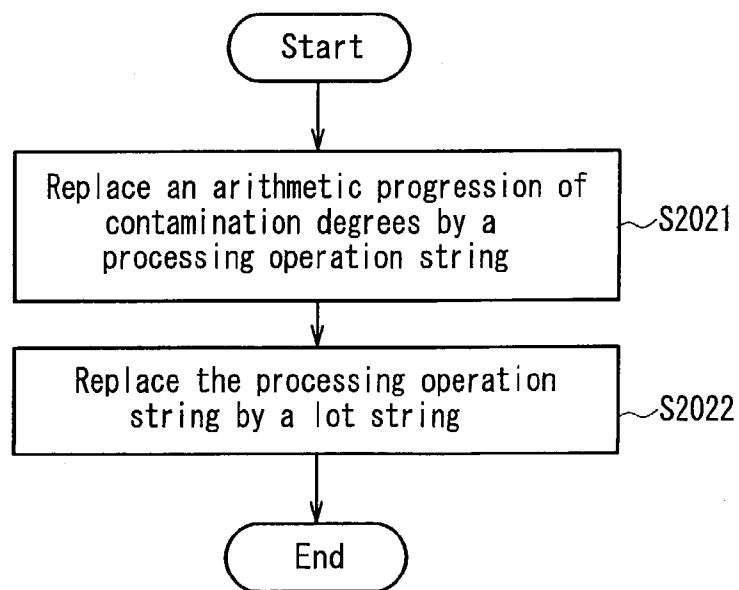 Start
Replace an arithmetic progression of
contamination degrees by a
processing operation string
S2021
Replace the processing operation
string by a lot string
S2022
End